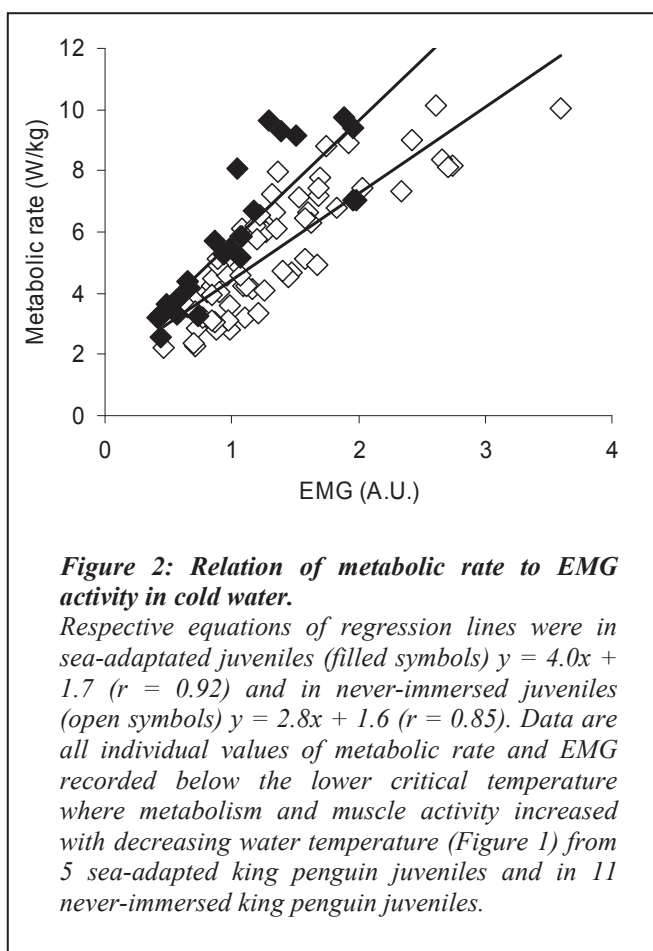 12
10
8
6
4
2
0
Metabolic rate (W/kg)
0 1 2 3 4
EMG (A.U.)
Figure 2: Relation of metabolic rate to EMG
activity in cold water.
Respective equations of regression lines were in
sea-adaptated juveniles (filled symbols) y = 4.0x +
1.7 (r = 0.92) and in never-immersed juveniles
(open symbols) y = 2.8x + 1.6 (r = 0.85). Data are
all individual values of metabolic rate and EMG
recorded below the lower critical temperature
where metabolism and muscle activity increased
with decreasing water temperature (Figure 1) from
5 sea-adapted king penguin juveniles and in 11
never-immersed king penguin juveniles.